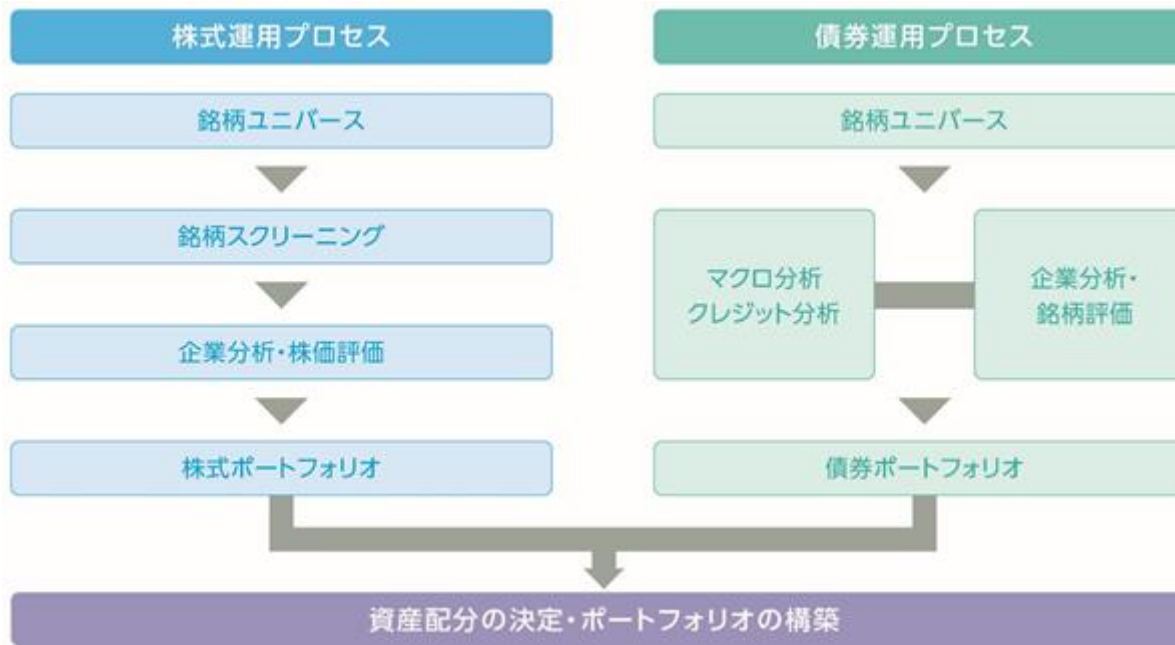 株式運用プロセス
銘柄ユニバース
銘柄スクリーニング
企業分析・株価評価
株式ポートフォリオ
債券運用プロセス
銘柄ユニバース
マクロ分析
クレジット分析
企業分析・
銘柄評価
債券ポートフォリオ
資産配分の決定・ポートフォリオの構築